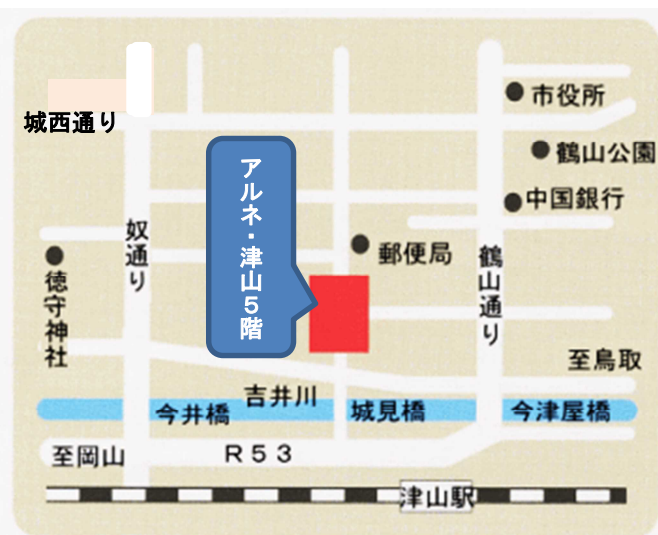 市役所
城西通り
鶴山公園
中国銀行
アルネ・津山5階
奴通り
郵便局
鶴山通り
徳守神社
至鳥取
吉井川
今井橋
城見橋
今津屋橋
至岡山
R53
津山駅